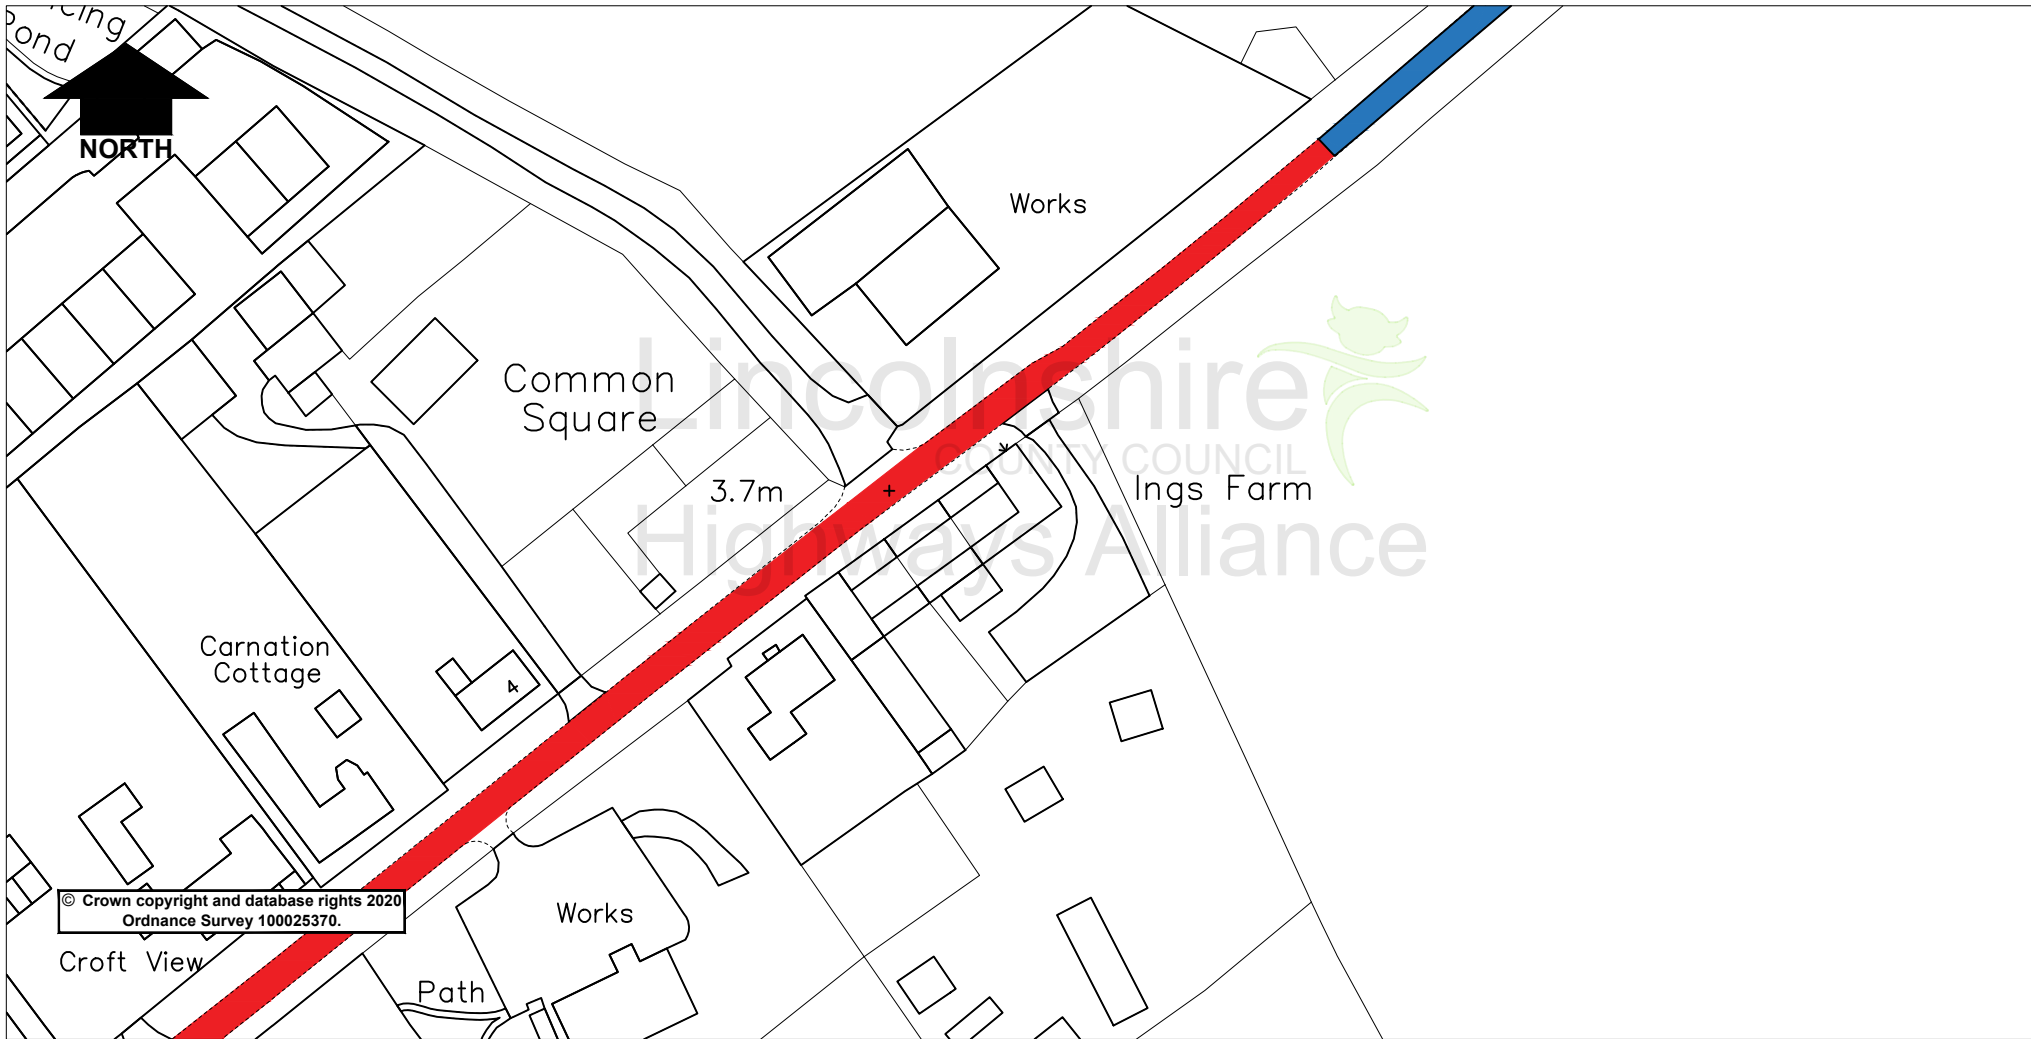 NORTH
Works
Common
Square
Lincolnshire
COUNTY COUNCIL
Highways Alliance
3.7m
Ings Farm
Carnation
Cottage
4
© Crown copyright and database rights 2020
Ordnance Survey 100025370.
Works
Croft View
Path